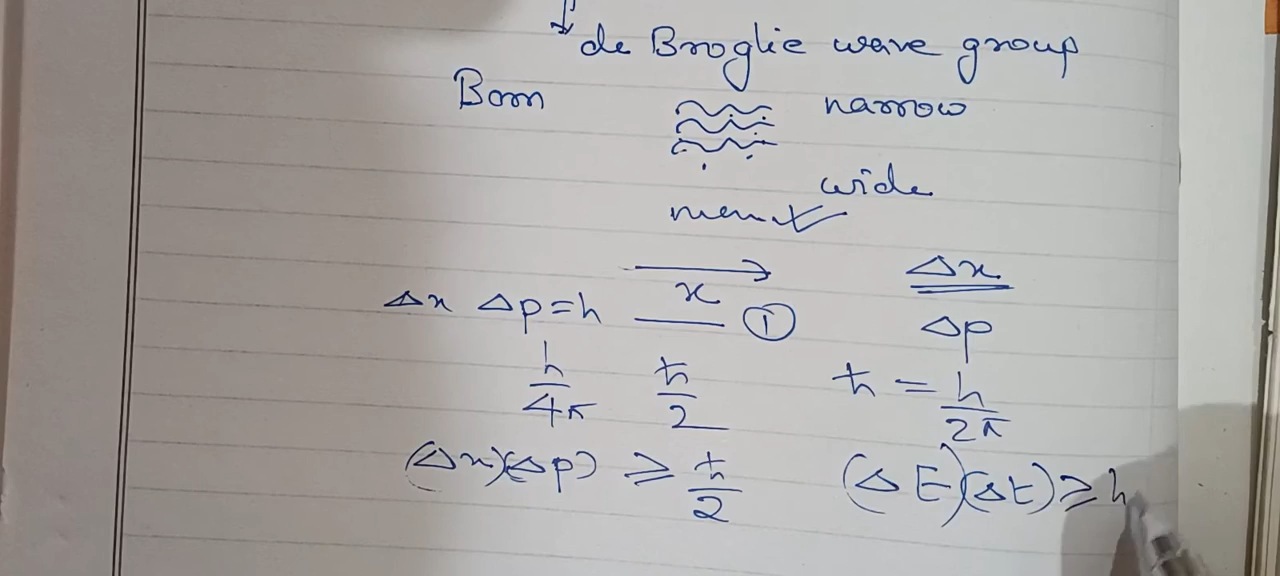 de Broglie wave group
Born narrow
wide
Δx
Δx Δp = h x ①
Δp
h/4π ħ/2 ħ = h/2π
(Δx)(Δp) ≥ ħ/2 (ΔE)(Δt) ≥ h